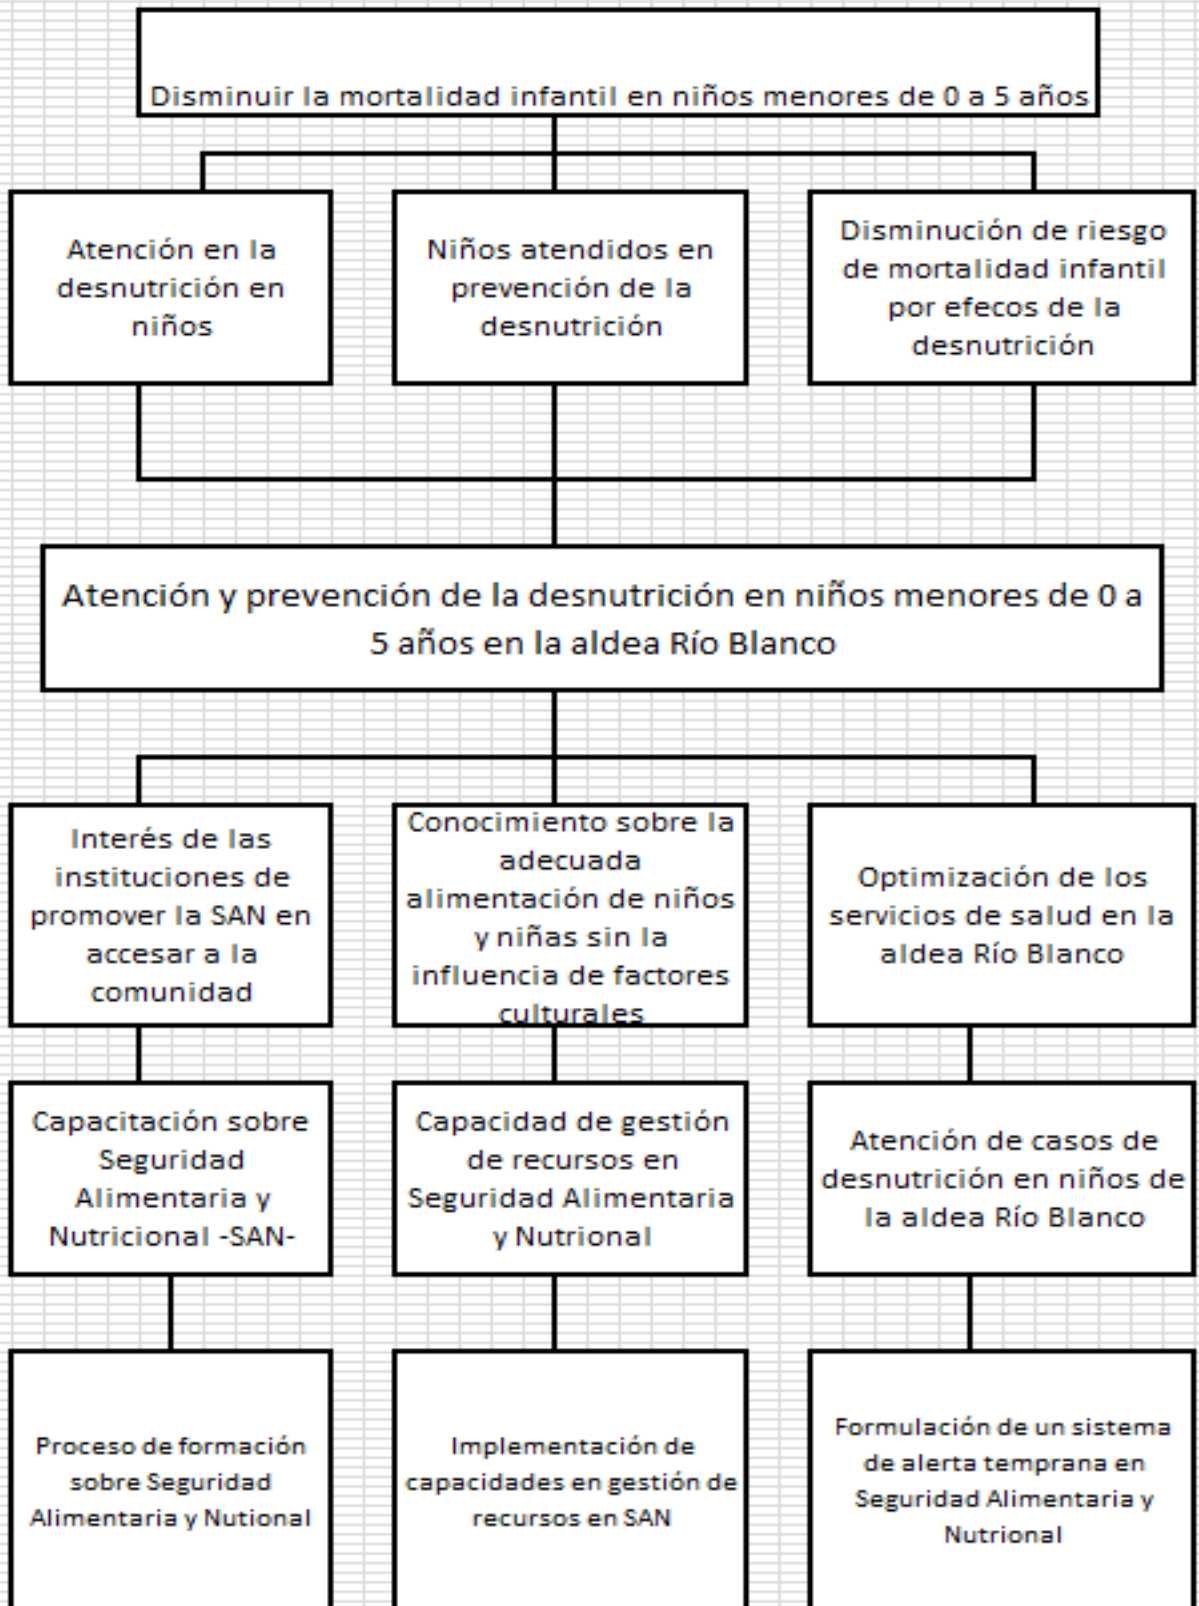 Disminuir la mortalidad infantil en niños menores de 0 a 5 años
Atención en la
desnutrición en
niños
Niños atendidos en
prevención de la
desnutrición
Disminución de riesgo
de mortalidad infantil
por efecos de la
desnutrición
Atención y prevención de la desnutrición en niños menores de 0 a
5 años en la aldea Río Blanco
Interés de las
instituciones de
promover la SAN en
accesar a la
comunidad
Conocimiento sobre la
adecuada
alimentación de niños
y niñas sin la
influencia de factores
culturales
Optimización de los
servicios de salud en la
aldea Río Blanco
Capacitación sobre
Seguridad
Alimentaria y
Nutricional -SAN-
Capacidad de gestión
de recursos en
Seguridad Alimentaria
y Nutrional
Atención de casos de
desnutrición en niños de
la aldea Río Blanco
Proceso de formación
sobre Seguridad
Alimentaria y Nutional
Implementación de
capacidades en gestión de
recursos en SAN
Formulación de un sistema
de alerta temprana en
Seguridad Alimentaria y
Nutrional